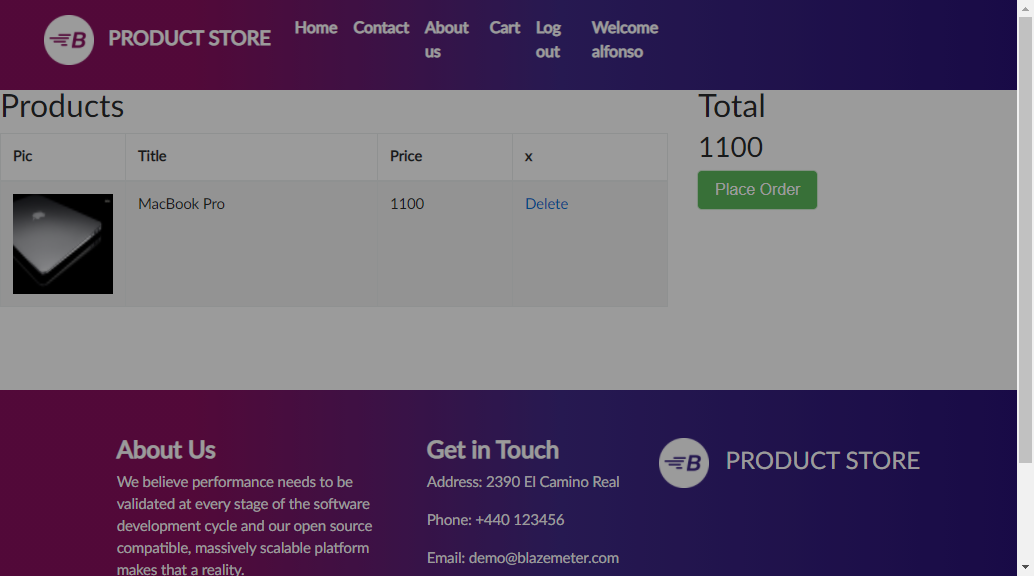 B PRODUCT STORE
Home Contact About us Cart Log out Welcome alfonso
Products
Pic Title Price x
MacBook Pro 1100 Delete
Total
1100
Place Order
About Us
We believe performance needs to be
validated at every stage of the software
development cycle and our open source
compatible, massively scalable platform
makes that a reality.
Get in Touch
Address: 2390 El Camino Real
Phone: +440 123456
Email: demo@blazemeter.com
B PRODUCT STORE